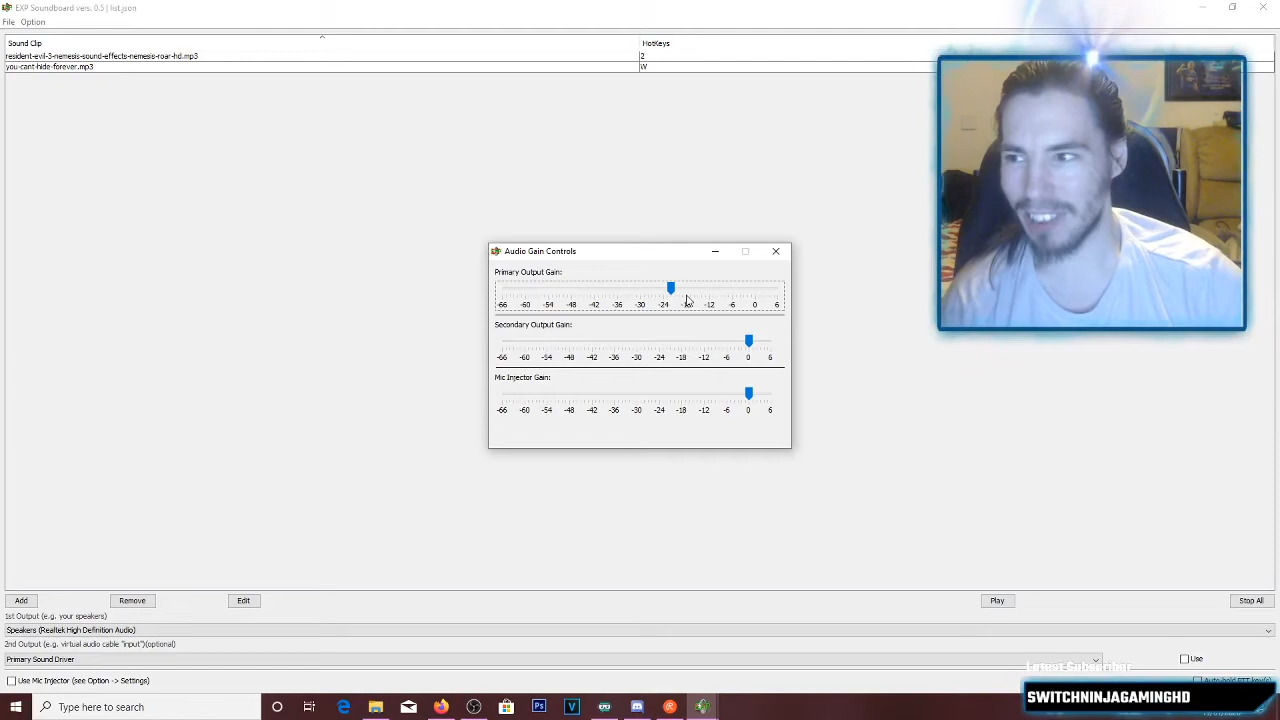 EXP Soundboard vers. 0.5 | list.json
File Option
Sound Clip HotKeys
resident-evil-3-nemesis-sound-effects-nemesis-roar-hd.mp3 2
you-cant-hide-forever.mp3 W
Audio Gain Controls
Primary Output Gain:
-66 -60 -54 -48 -42 -36 -30 -24 -12 -6 0 6
Secondary Output Gain:
-66 -60 -54 -48 -42 -36 -30 -24 -18 -12 -6 0 6
Mic Injector Gain:
-66 -60 -54 -48 -42 -36 -30 -24 -18 -12 -6 0 6
Add Remove Edit Play Stop All
1st Output (e.g. your speakers)
Speakers (Realtek High Definition Audio)
2nd Output (e.g. virtual audio cable "input")(optional)
Primary Sound Driver Use
Latest Subscriber
Use Mic Injector (see Option -> Settings) Auto-hold PTT key(s)
SWITCHNINJAGAMINGHD
Type here to search